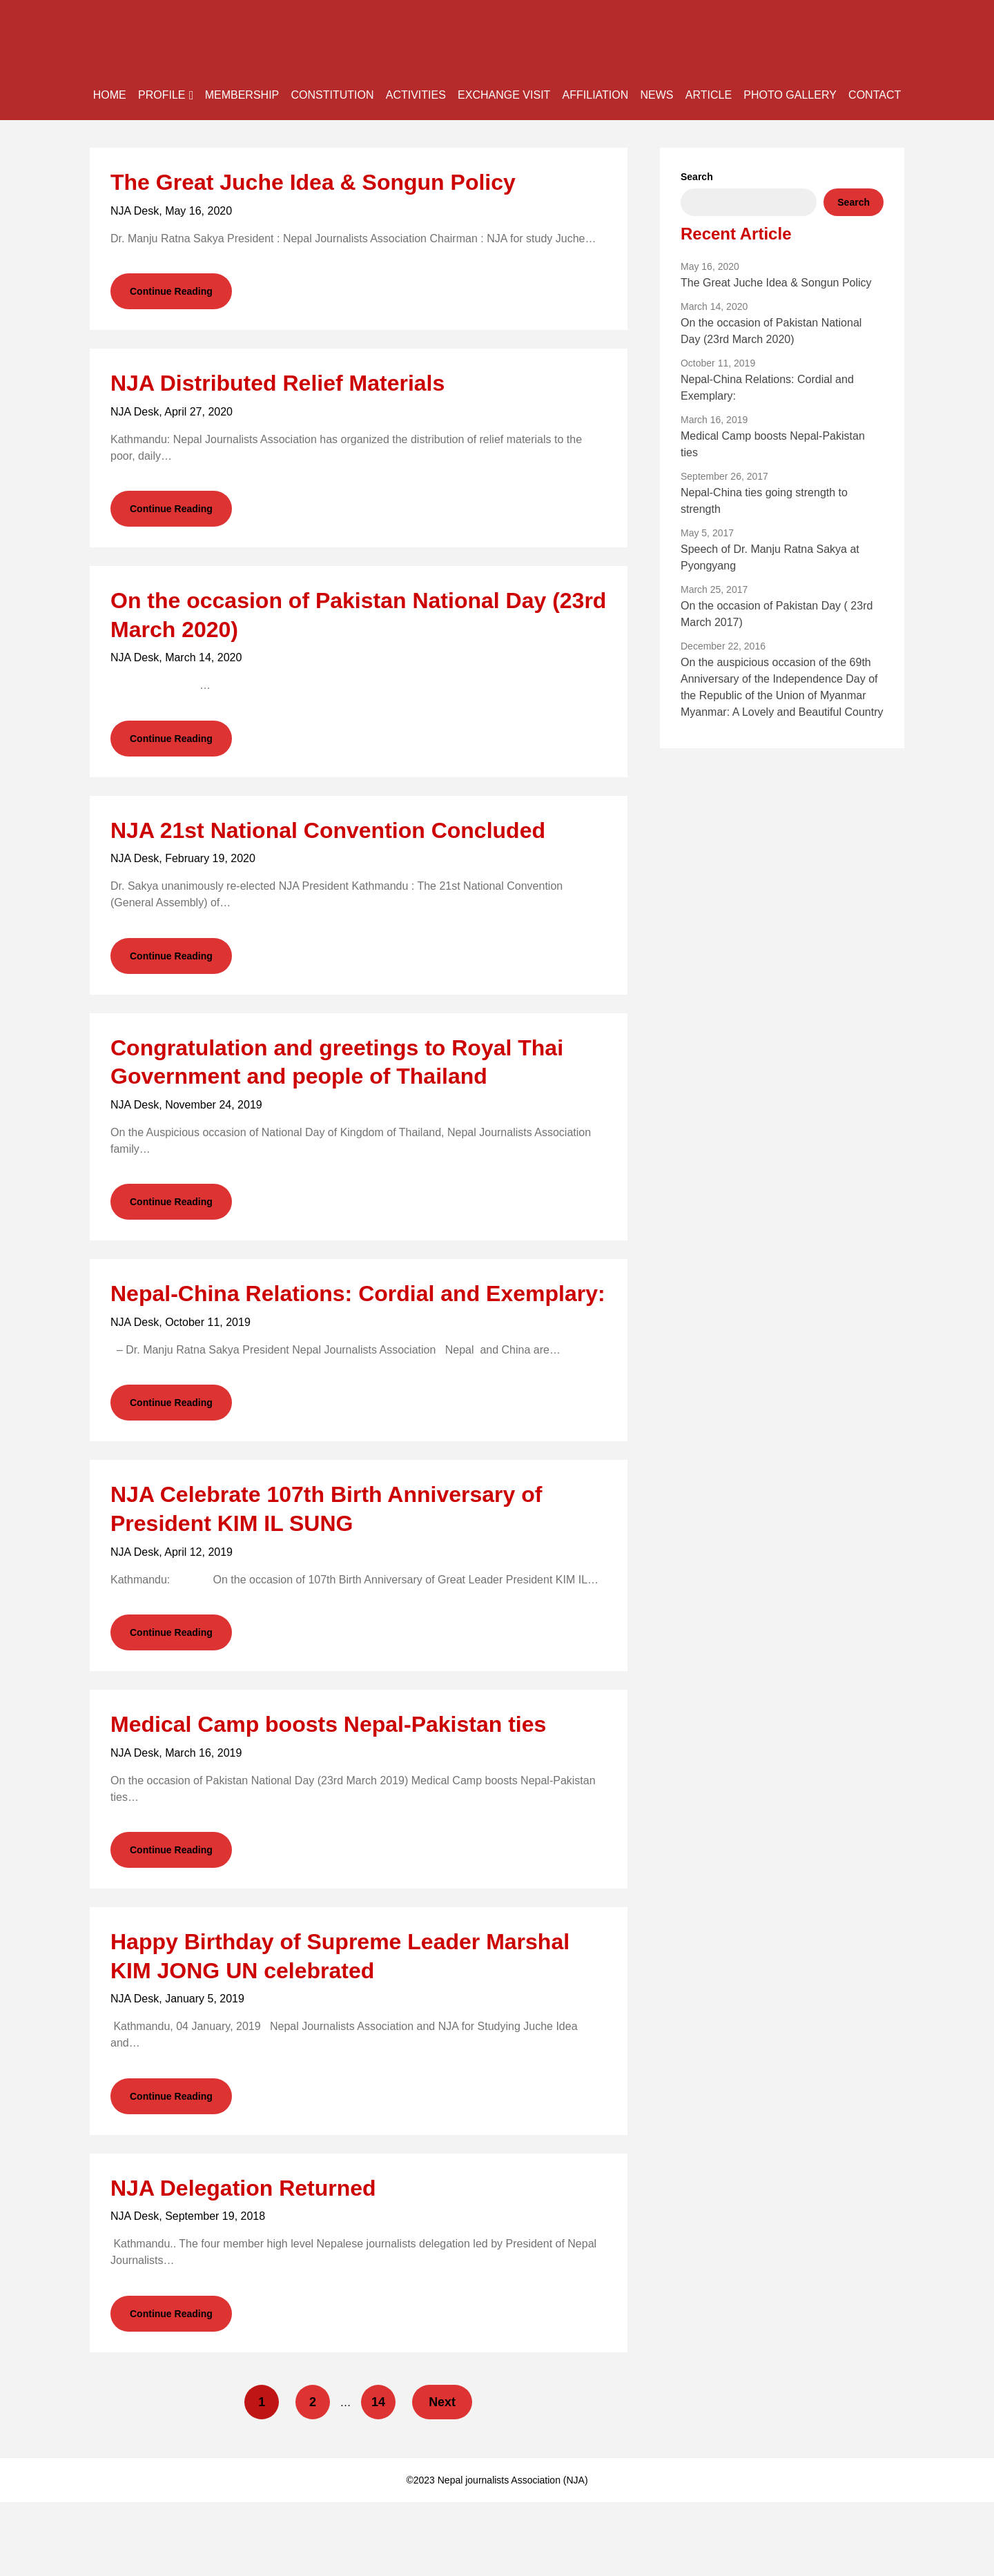 HOME PROFILE MEMBERSHIP CONSTITUTION ACTIVITIES EXCHANGE VISIT AFFILIATION NEWS ARTICLE PHOTO GALLERY CONTACT
The Great Juche Idea & Songun Policy
NJA Desk, May 16, 2020
Dr. Manju Ratna Sakya President : Nepal Journalists Association Chairman : NJA for study Juche…
Continue Reading
NJA Distributed Relief Materials
NJA Desk, April 27, 2020
Kathmandu: Nepal Journalists Association has organized the distribution of relief materials to the
poor, daily…
Continue Reading
On the occasion of Pakistan National Day (23rd
March 2020)
NJA Desk, March 14, 2020
…
Continue Reading
NJA 21st National Convention Concluded
NJA Desk, February 19, 2020
Dr. Sakya unanimously re-elected NJA President Kathmandu : The 21st National Convention
(General Assembly) of…
Continue Reading
Congratulation and greetings to Royal Thai
Government and people of Thailand
NJA Desk, November 24, 2019
On the Auspicious occasion of National Day of Kingdom of Thailand, Nepal Journalists Association
family…
Continue Reading
Nepal-China Relations: Cordial and Exemplary:
NJA Desk, October 11, 2019
– Dr. Manju Ratna Sakya President Nepal Journalists Association Nepal and China are…
Continue Reading
NJA Celebrate 107th Birth Anniversary of
President KIM IL SUNG
NJA Desk, April 12, 2019
Kathmandu: On the occasion of 107th Birth Anniversary of Great Leader President KIM IL…
Continue Reading
Medical Camp boosts Nepal-Pakistan ties
NJA Desk, March 16, 2019
On the occasion of Pakistan National Day (23rd March 2019) Medical Camp boosts Nepal-Pakistan
ties…
Continue Reading
Happy Birthday of Supreme Leader Marshal
KIM JONG UN celebrated
NJA Desk, January 5, 2019
Kathmandu, 04 January, 2019 Nepal Journalists Association and NJA for Studying Juche Idea
and…
Continue Reading
NJA Delegation Returned
NJA Desk, September 19, 2018
Kathmandu.. The four member high level Nepalese journalists delegation led by President of Nepal
Journalists…
Continue Reading
1 2 … 14 Next
Search
Search
Recent Article
May 16, 2020
The Great Juche Idea & Songun Policy
March 14, 2020
On the occasion of Pakistan National
Day (23rd March 2020)
October 11, 2019
Nepal-China Relations: Cordial and
Exemplary:
March 16, 2019
Medical Camp boosts Nepal-Pakistan
ties
September 26, 2017
Nepal-China ties going strength to
strength
May 5, 2017
Speech of Dr. Manju Ratna Sakya at
Pyongyang
March 25, 2017
On the occasion of Pakistan Day ( 23rd
March 2017)
December 22, 2016
On the auspicious occasion of the 69th
Anniversary of the Independence Day of
the Republic of the Union of Myanmar
Myanmar: A Lovely and Beautiful Country
©2023 Nepal journalists Association (NJA)